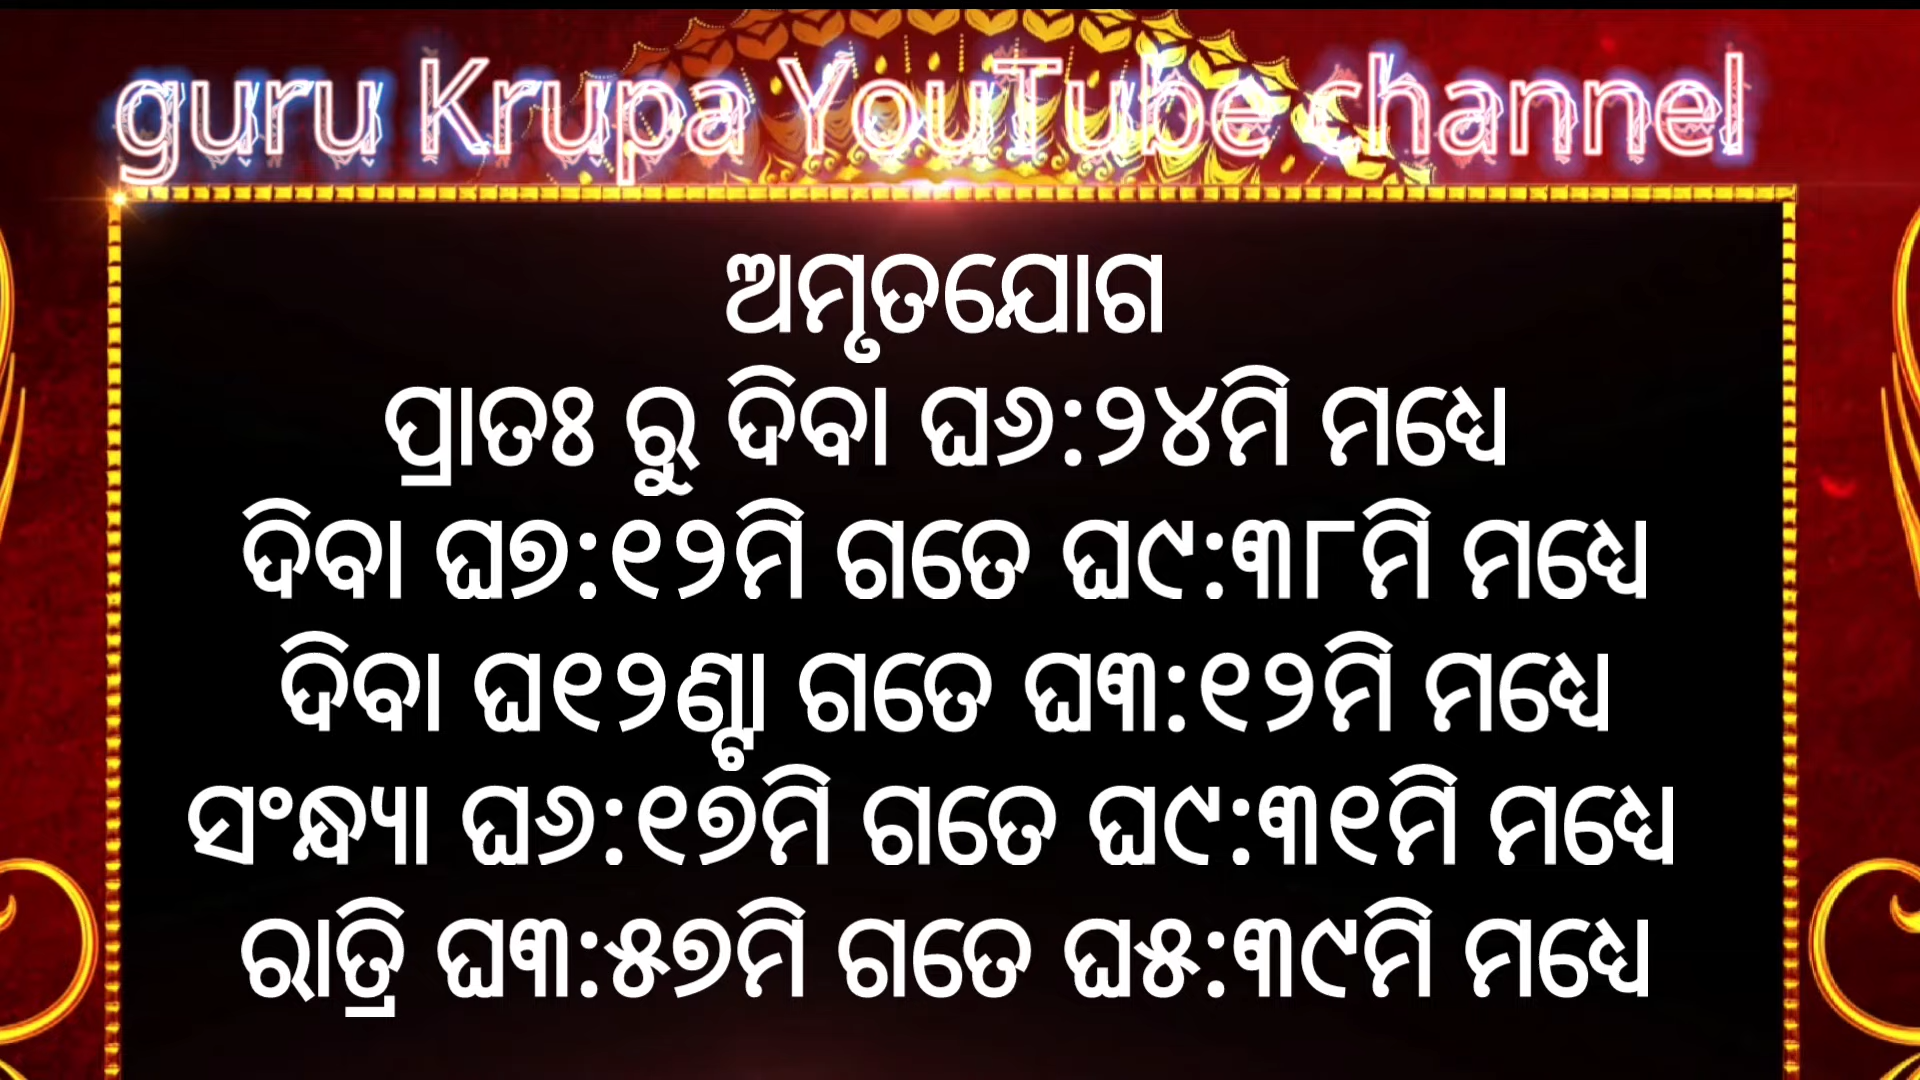 guru Krupa YouTube channel
ଅମୃତଯୋଗ
ପ୍ରାତଃ ରୁ ଦିବା ଘ୬:୨୪ମି ମଧ୍ୟେ
ଦିବା ଘ୭:୧୨ମି ଗତେ ଘ୯:୩୮ମି ମଧ୍ୟେ
ଦିବା ଘ୧୨ଣ୍ଟା ଗତେ ଘ୩:୧୨ମି ମଧ୍ୟେ
ସଂନ୍ଧ୍ୟା ଘ୬:୧୭ମି ଗତେ ଘ୯:୩୧ମି ମଧ୍ୟେ
ରାତ୍ରି ଘ୩:୫୭ମି ଗତେ ଘ୫:୩୯ମି ମଧ୍ୟେ